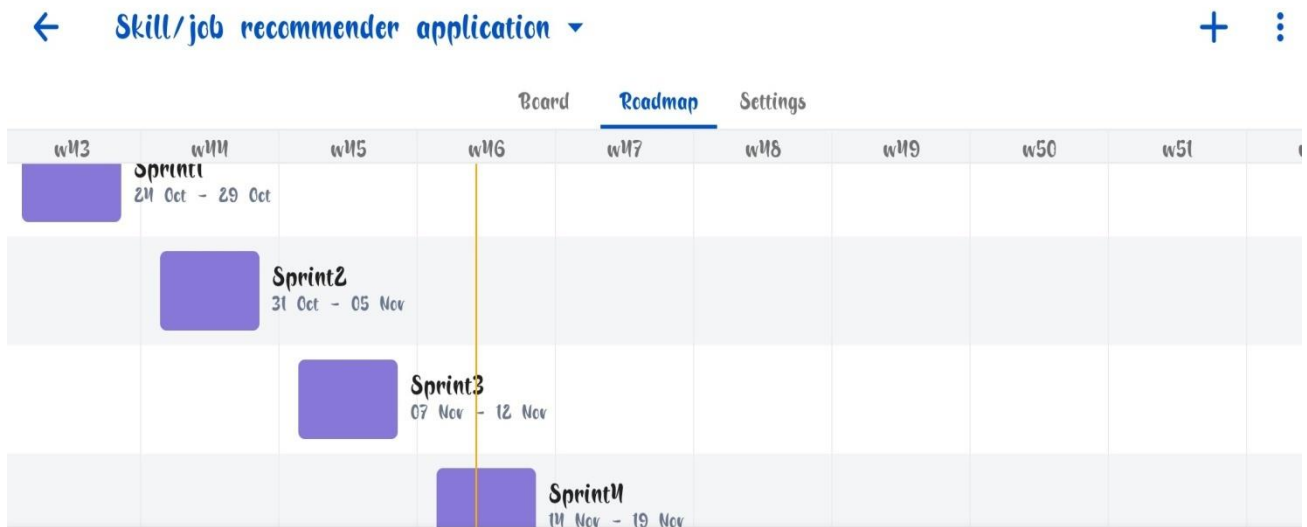 Skill/job recommender application
Board Roadmap Settings
w43 w44 w45 w46 w47 w48 w49 w50 w51
Sprint1
24 Oct - 29 Oct
Sprint2
31 Oct - 05 Nov
Sprint3
07 Nov - 12 Nov
Sprint4
14 Nov - 19 Nov